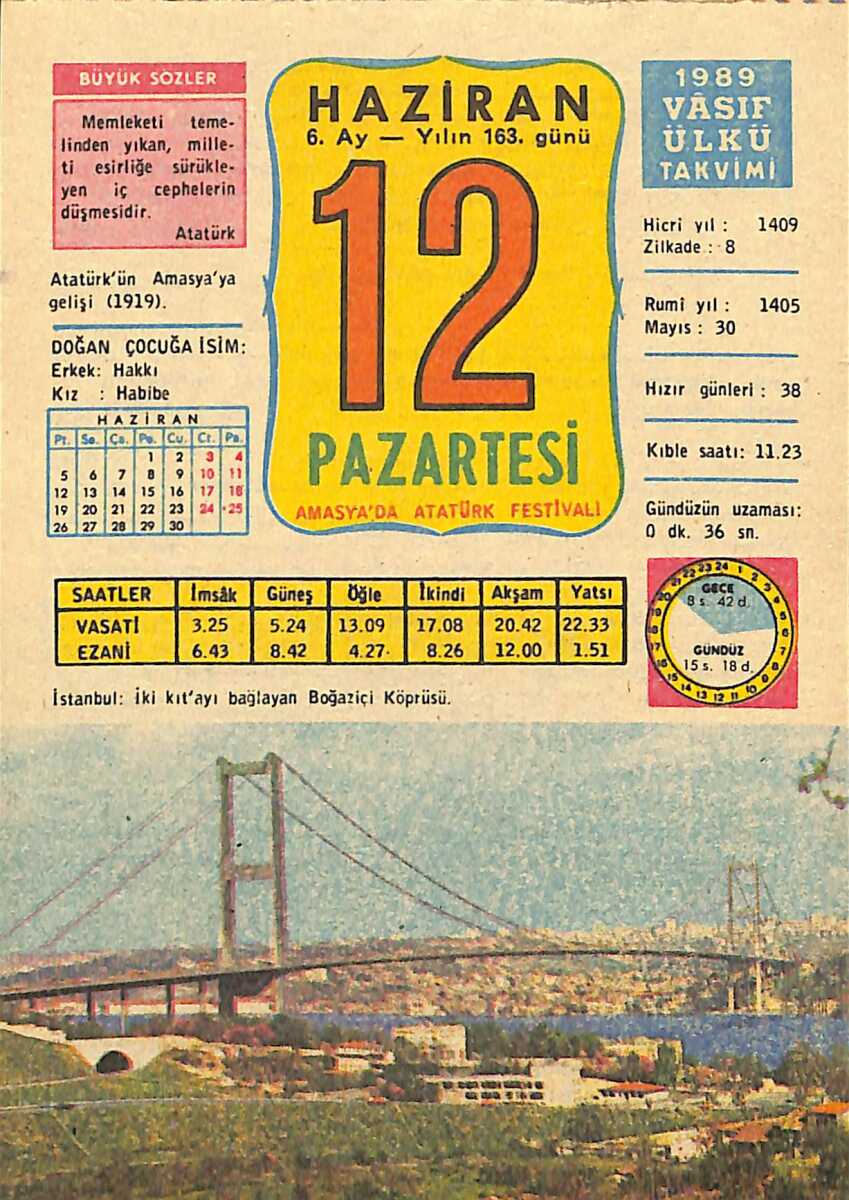 BÜYÜK SÖZLER
Memleketi teme-
linden yıkan, mille-
ti esirliğe sürükle-
yen iç cephelerin
düşmesidir.
Atatürk
Atatürk'ün Amasya'ya
gelişi (1919).
DOĞAN ÇOCUĞA İSİM:
Erkek: Hakkı
Kız : Habibe
HAZİRAN
Pt. Sa. Ça. Pe. Cu. Ct. Pa.
1 2 3 4
5 6 7 8 9 10 11
12 13 14 15 16 17 18
19 20 21 22 23 24 25
26 27 28 29 30
HAZİRAN
6. Ay — Yılın 163. günü
12
PAZARTESİ
AMASYA'DA ATATÜRK FESTİVALİ
1989
VÂSIF
ÜLKÜ
TAKVİMİ
Hicrî yıl : 1409
Zilkade : 8
Rumî yıl : 1405
Mayıs : 30
Hızır günleri : 38
Kıble saatı: 11.23
Gündüzün uzaması:
0 dk. 36 sn.
SAATLER İmsâk Güneş Öğle İkindi Akşam Yatsı
VASATİ 3.25 5.24 13.09 17.08 20.42 22.33
EZANİ 6.43 8.42 4.27 8.26 12.00 1.51
GECE
8 s. 42 d.
GÜNDÜZ
15 s. 18 d.
İstanbul: İki kıt'ayı bağlayan Boğaziçi Köprüsü.